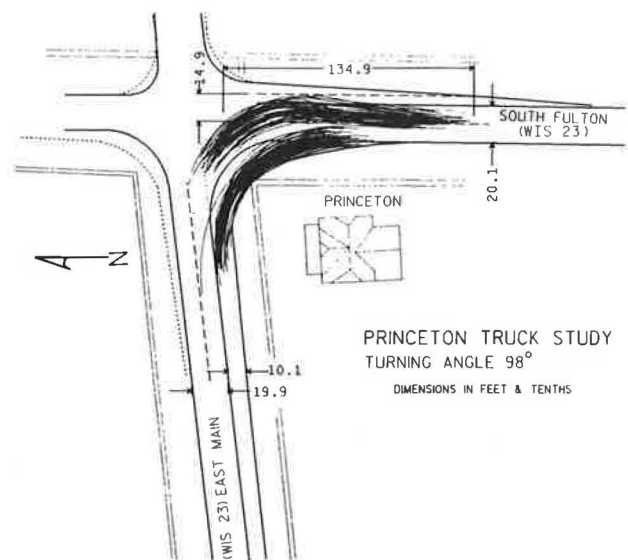 14.9
134.9
SOUTH FULTON
(WIS 23)
20.1
PRINCETON
N
PRINCETON TRUCK STUDY
TURNING ANGLE 98°
DIMENSIONS IN FEET & TENTHS
10.1
19.9
(WIS 23) EAST MAIN